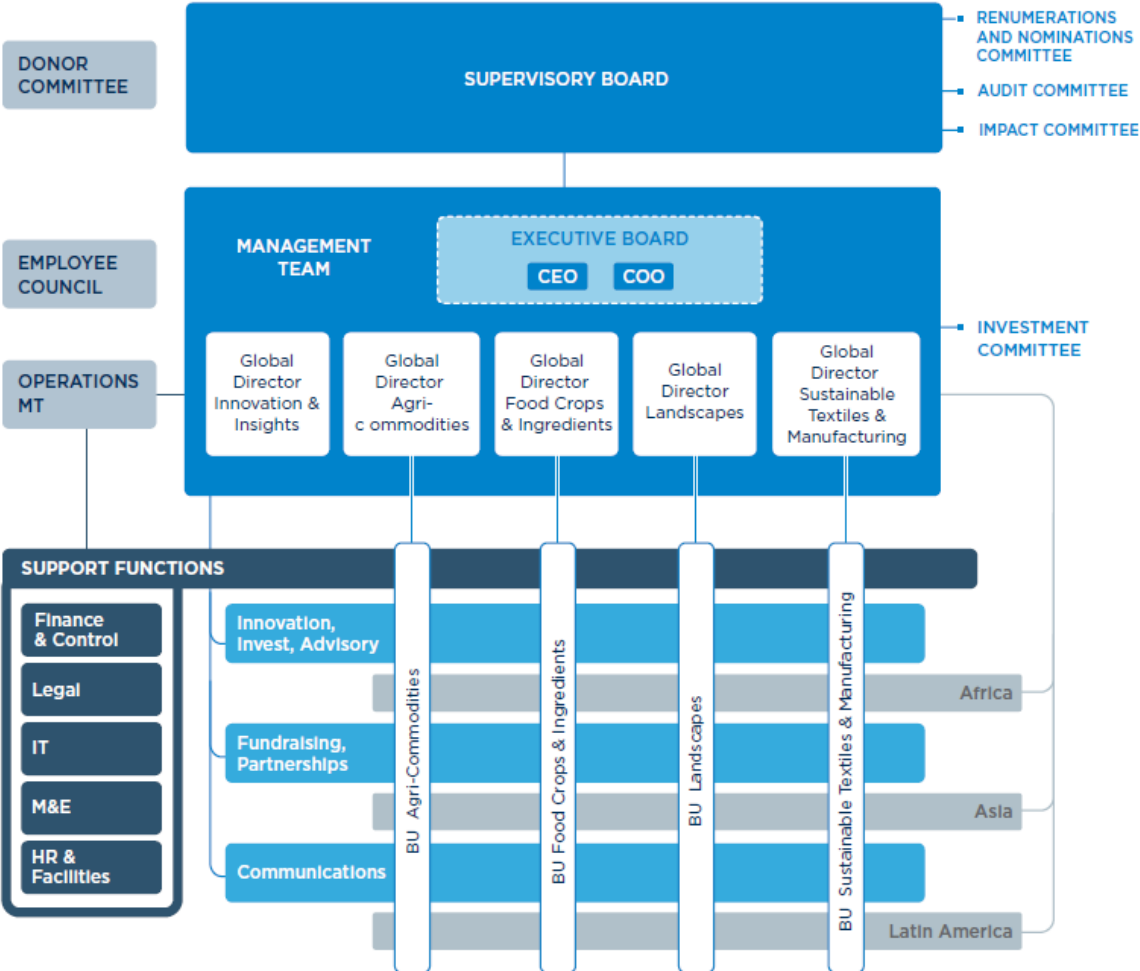 DONOR
COMMITTEE
SUPERVISORY BOARD
RENUMERATIONS
AND NOMINATIONS
COMMITTEE
AUDIT COMMITTEE
IMPACT COMMITTEE
EMPLOYEE
COUNCIL
MANAGEMENT
TEAM
EXECUTIVE BOARD
CEO
COO
INVESTMENT
COMMITTEE
OPERATIONS
MT
Global
Director
Innovation &
Insights
Global
Director
Agri-
c ommodities
Global
Director
Food Crops
& Ingredients
Global
Director
Landscapes
Global
Director
Sustainable
Textiles &
Manufacturing
SUPPORT FUNCTIONS
Finance
& Control
Legal
IT
M&E
HR &
Facilities
Innovation,
Invest, Advisory
Africa
Fundraising,
Partnerships
Asia
Communications
Latin America
BU Agri-Commodities
BU Food Crops & Ingredients
BU Landscapes
BU Sustainable Textiles & Manufacturing